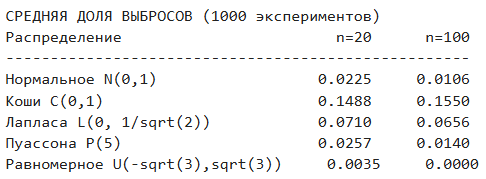 СРЕДНЯЯ ДОЛЯ ВЫБРОСОВ (1000 экспериментов)
Распределение n=20 n=100
----------------------------------------------------
Нормальное N(0,1) 0.0225 0.0106
Коши C(0,1) 0.1488 0.1550
Лапласа L(0, 1/sqrt(2)) 0.0710 0.0656
Пуассона P(5) 0.0257 0.0140
Равномерное U(-sqrt(3),sqrt(3)) 0.0035 0.0000